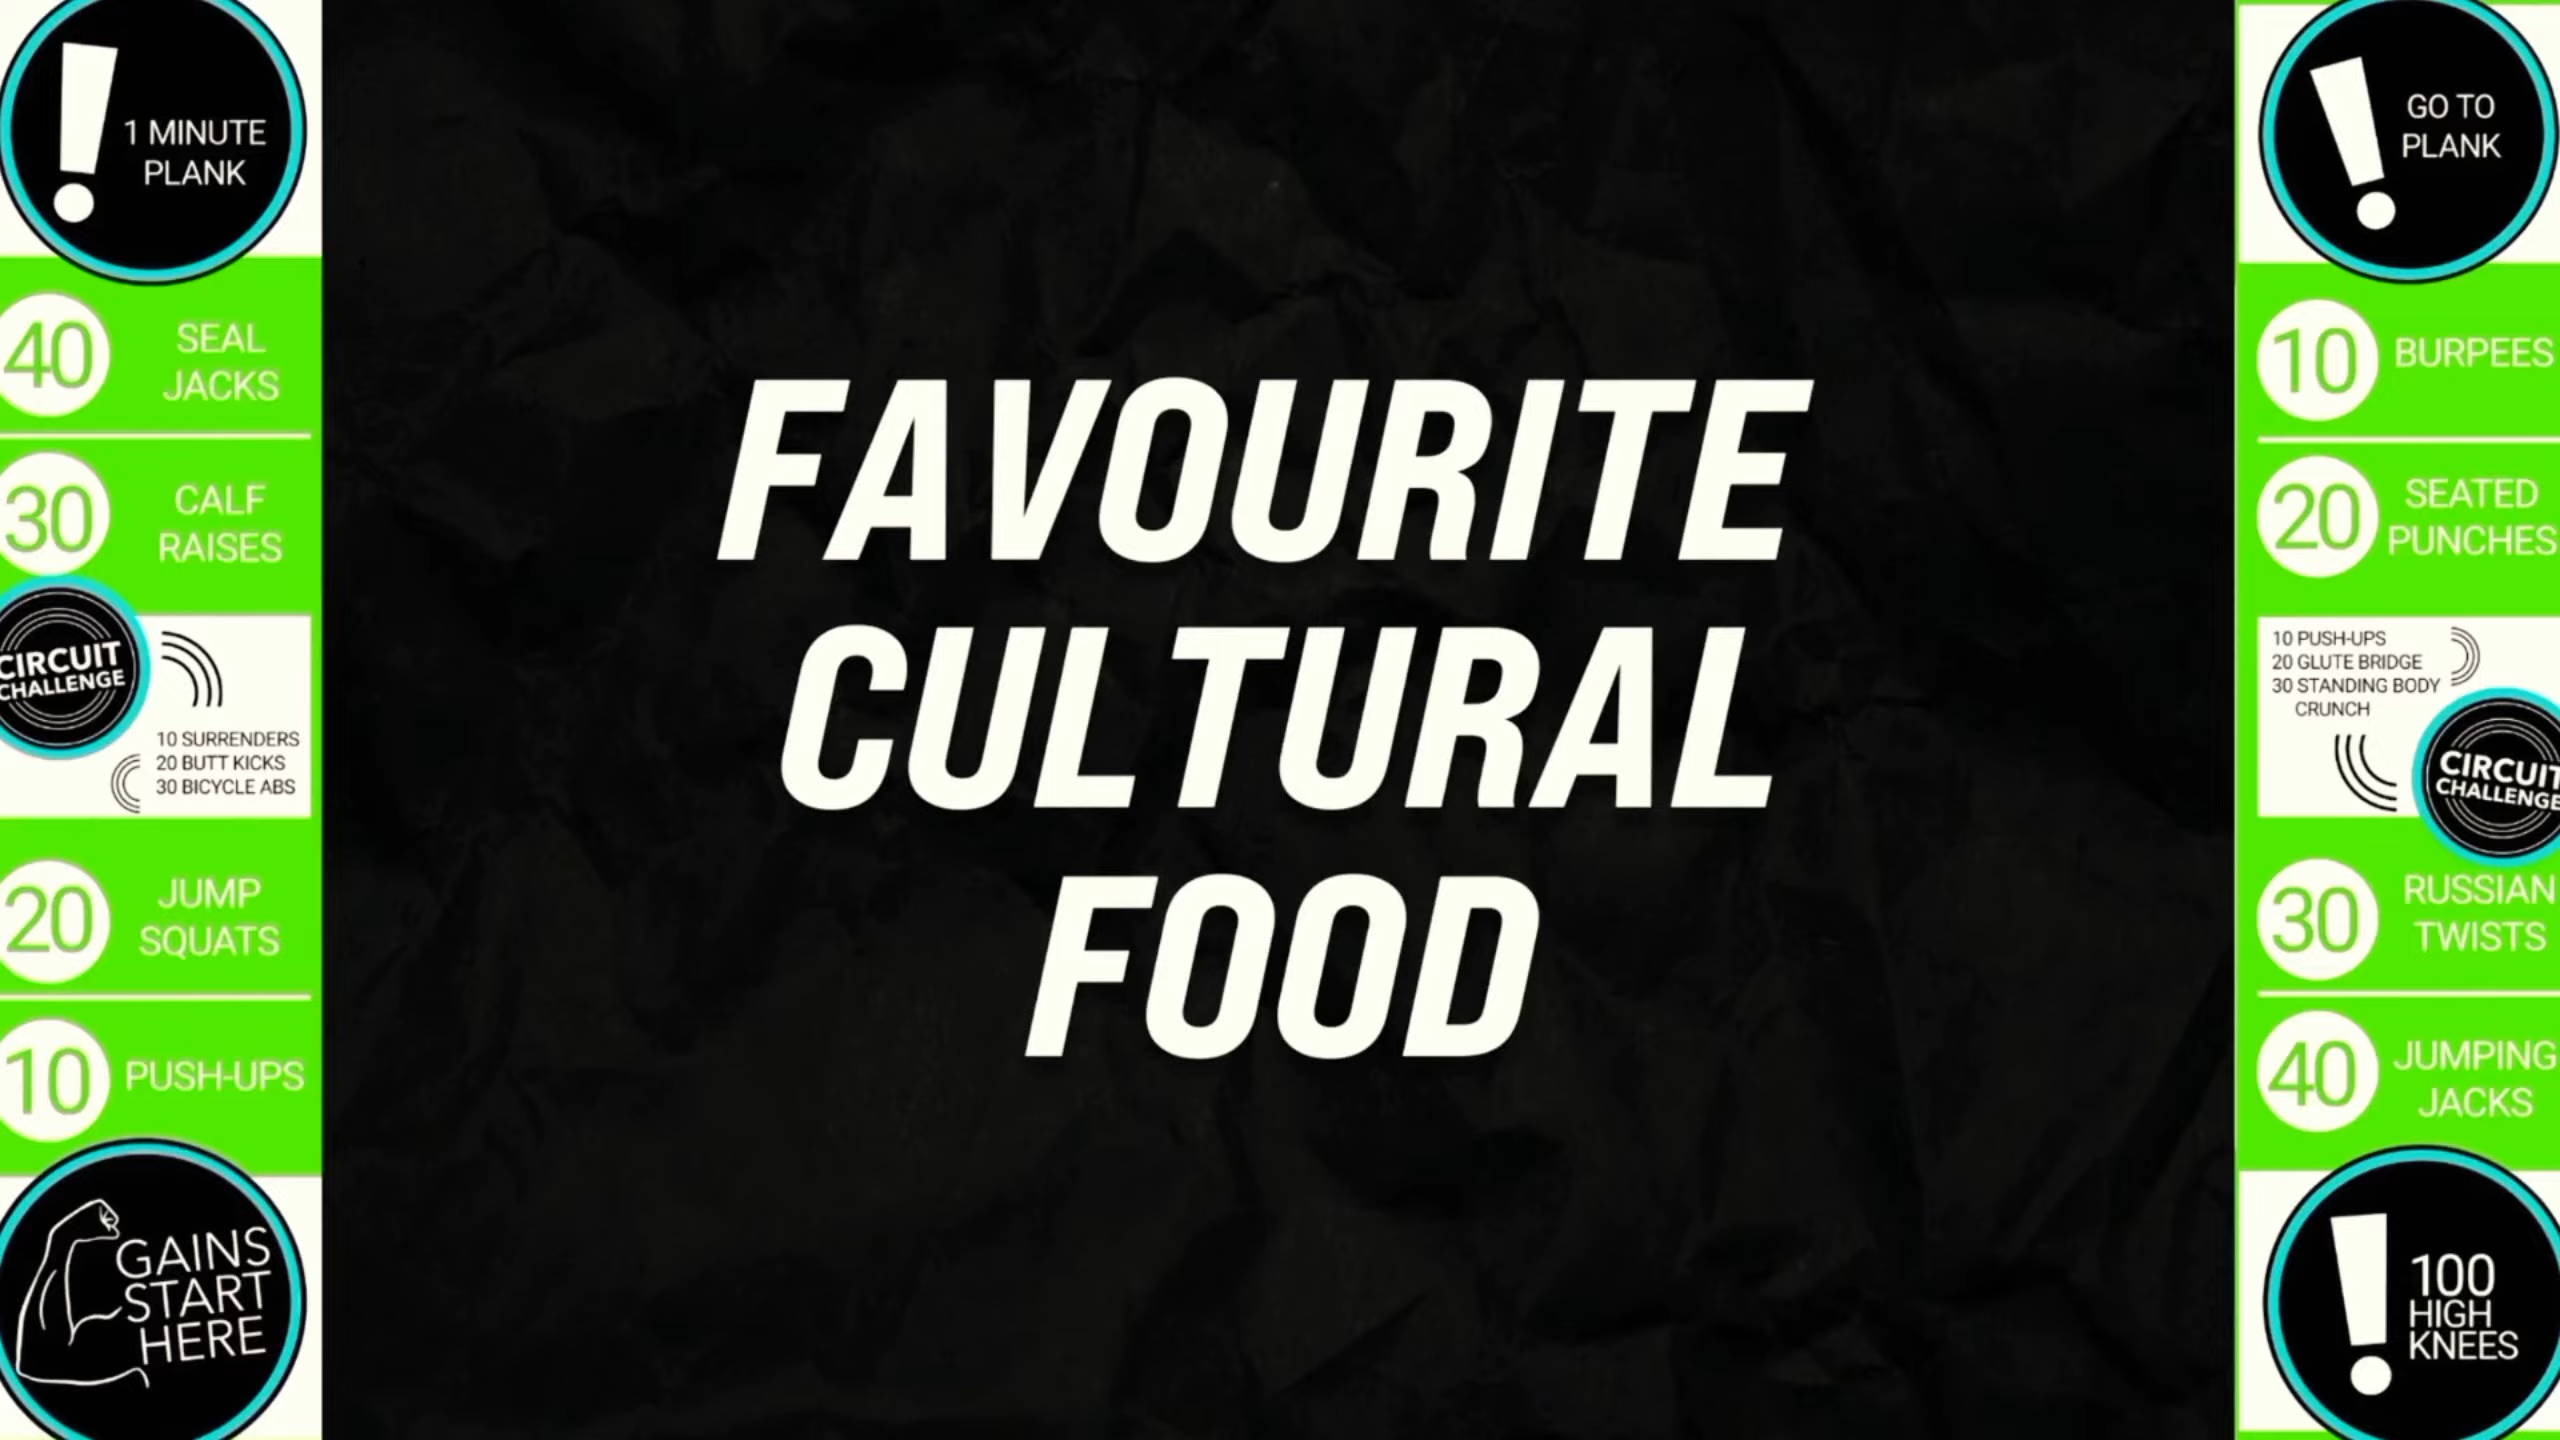 1 MINUTE
PLANK
40
SEAL
JACKS
30
CALF
RAISES
CIRCUIT
CHALLENGE
10 SURRENDERS
20 BUTT KICKS
30 BICYCLE ABS
20
JUMP
SQUATS
10
PUSH-UPS
GAINS
START
HERE
FAVOURITE
CULTURAL
FOOD
GO TO
PLANK
10
BURPEES
20
SEATED
PUNCHES
10 PUSH-UPS
20 GLUTE BRIDGE
30 STANDING BODY
CRUNCH
CIRCUIT
CHALLENGE
30
RUSSIAN
TWISTS
40
JUMPING
JACKS
100
HIGH
KNEES